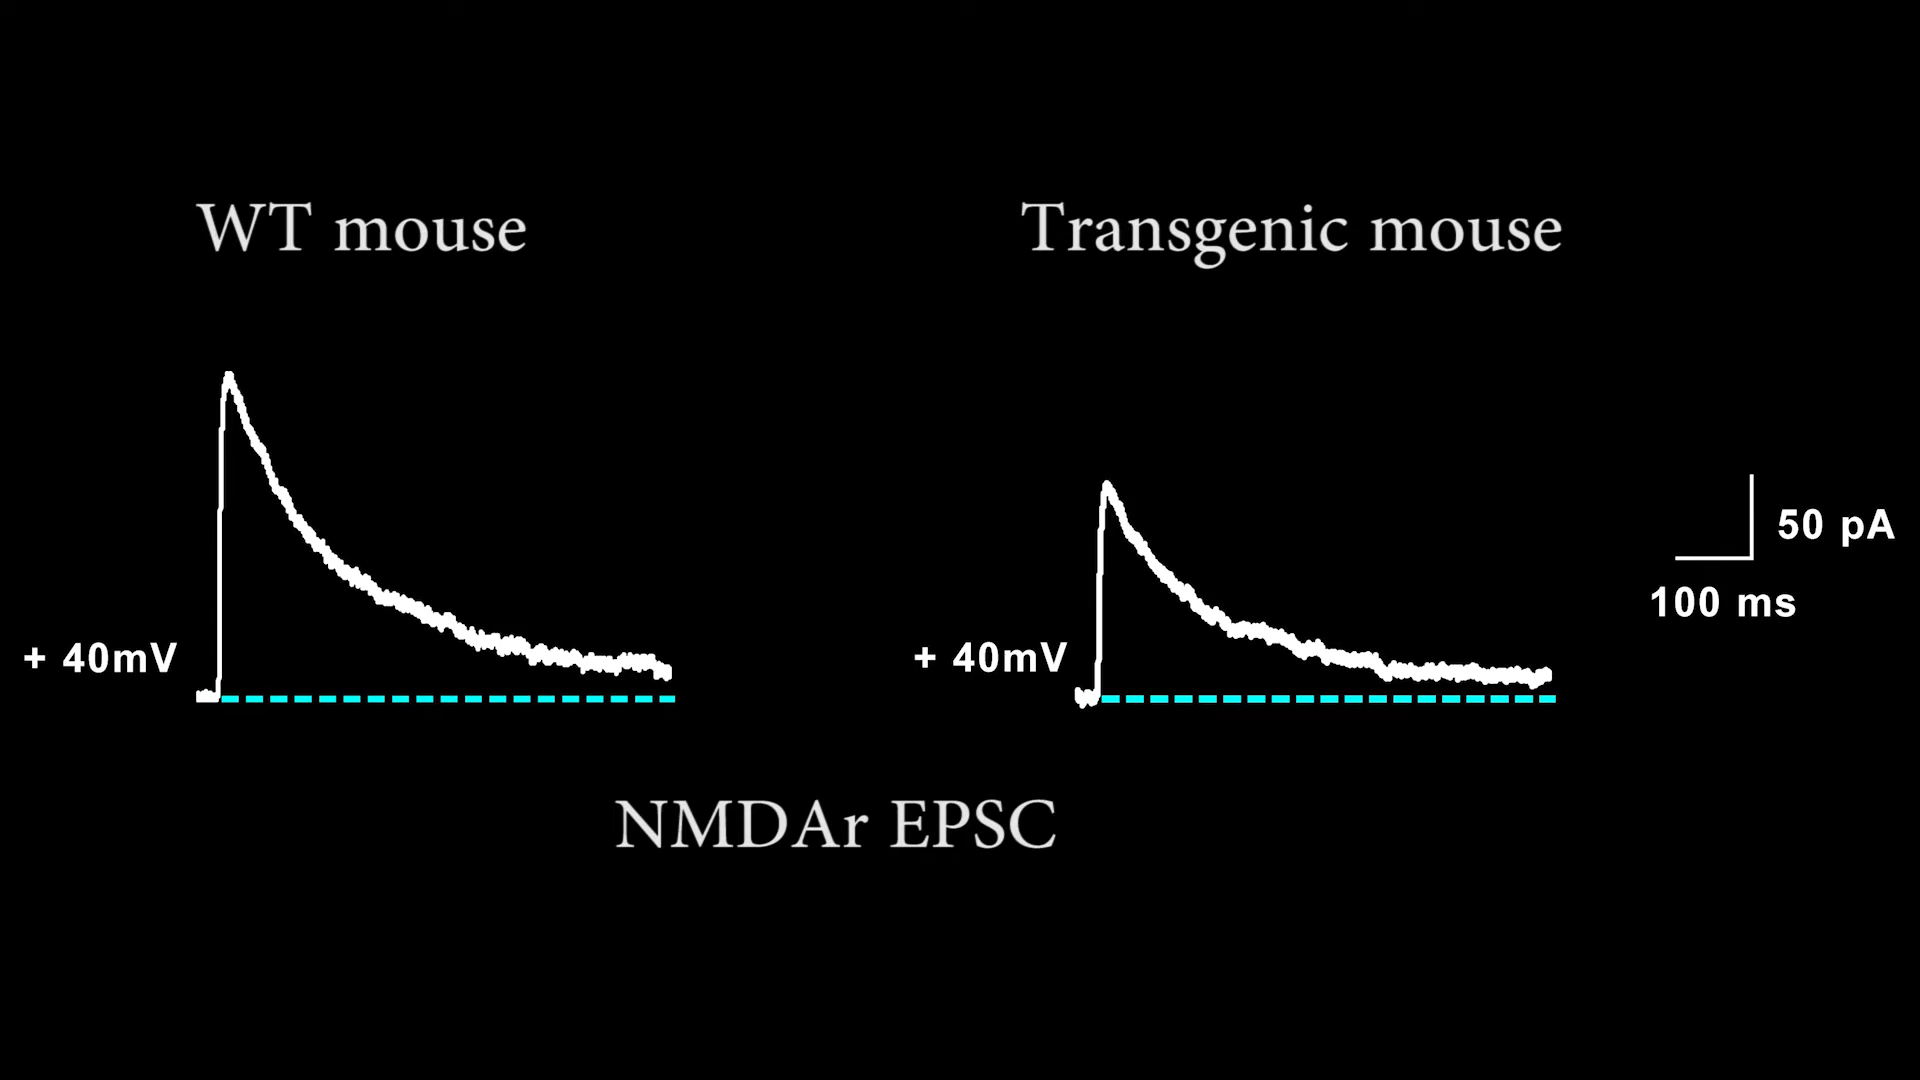 WT mouse
Transgenic mouse
50 pA
100 ms
+ 40mV
+ 40mV
NMDAr EPSC